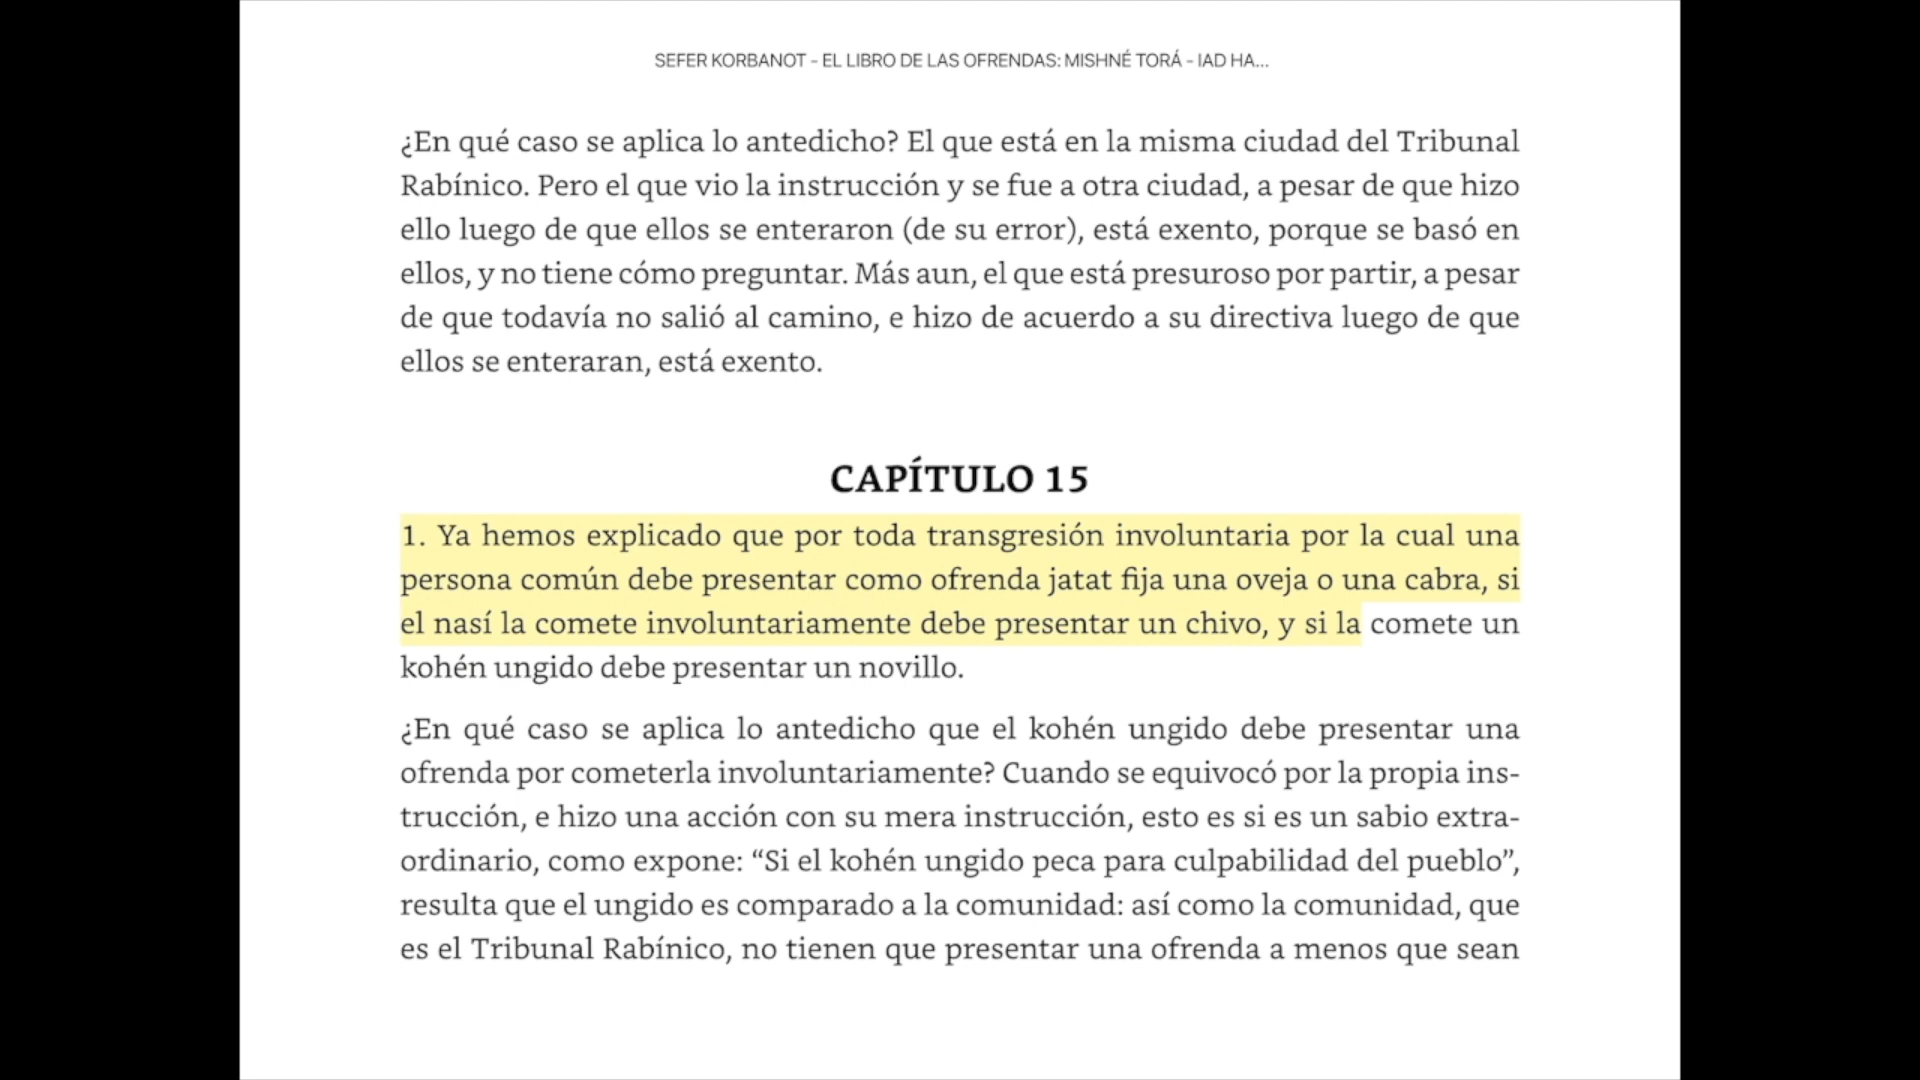 SEFER KORBANOT - EL LIBRO DE LAS OFRENDAS: MISHNÉ TORÁ - IAD HA...
¿En qué caso se aplica lo antedicho? El que está en la misma ciudad del Tribunal
Rabínico. Pero el que vio la instrucción y se fue a otra ciudad, a pesar de que hizo
ello luego de que ellos se enteraron (de su error), está exento, porque se basó en
ellos, y no tiene cómo preguntar. Más aun, el que está presuroso por partir, a pesar
de que todavía no salió al camino, e hizo de acuerdo a su directiva luego de que
ellos se enteraran, está exento.
CAPÍTULO 15
1. Ya hemos explicado que por toda transgresión involuntaria por la cual una
persona común debe presentar como ofrenda jatat fija una oveja o una cabra, si
el nasí la comete involuntariamente debe presentar un chivo, y si la comete un
kohén ungido debe presentar un novillo.
¿En qué caso se aplica lo antedicho que el kohén ungido debe presentar una
ofrenda por cometerla involuntariamente? Cuando se equivocó por la propia ins-
trucción, e hizo una acción con su mera instrucción, esto es si es un sabio extra-
ordinario, como expone: “Si el kohén ungido peca para culpabilidad del pueblo”,
resulta que el ungido es comparado a la comunidad: así como la comunidad, que
es el Tribunal Rabínico, no tienen que presentar una ofrenda a menos que sean